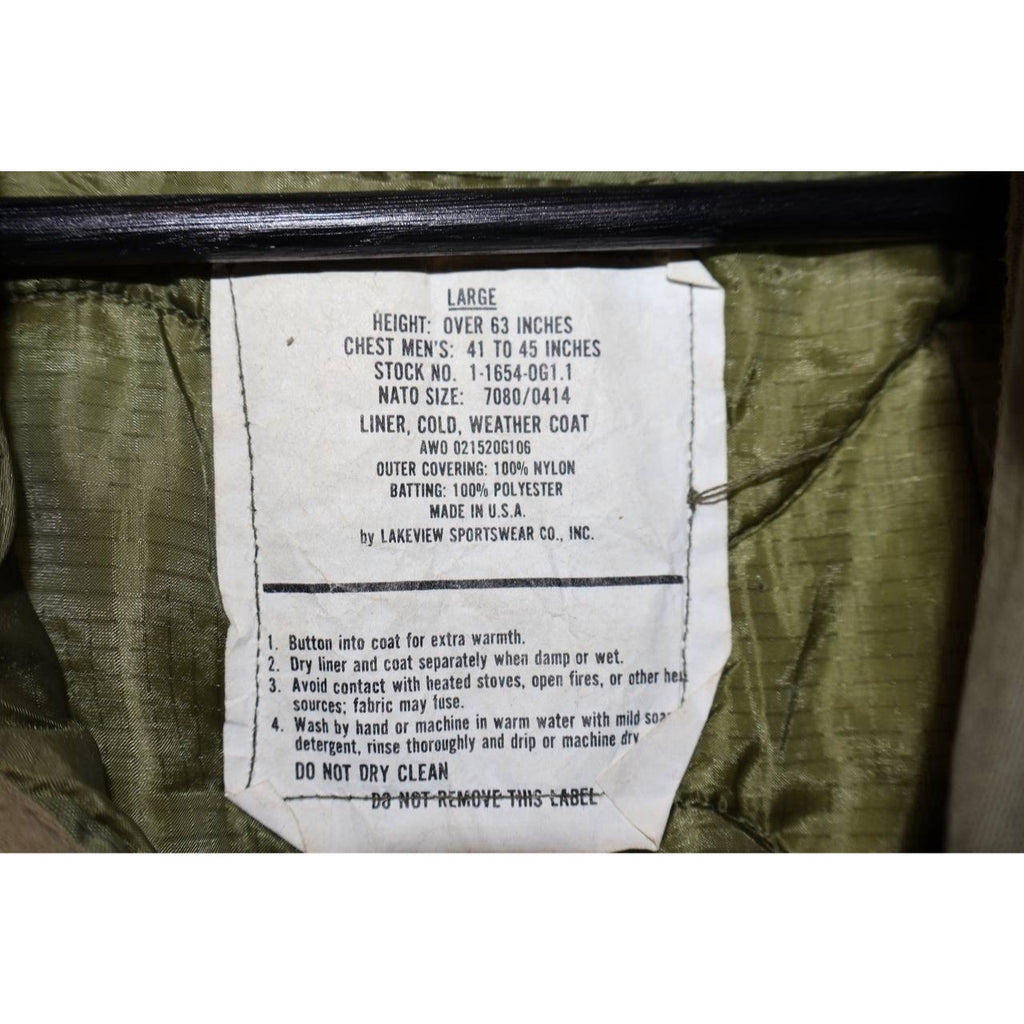 LARGE
HEIGHT: OVER 63 INCHES
CHEST MEN'S: 41 TO 45 INCHES
STOCK NO. 1-1654-0G1.1
NATO SIZE: 7080/0414
LINER, COLD, WEATHER COAT
AWO 021520G106
OUTER COVERING: 100% NYLON
BATTING: 100% POLYESTER
MADE IN U.S.A.
by LAKEVIEW SPORTSWEAR CO., INC.
1. Button into coat for extra warmth.
2. Dry liner and coat separately when damp or wet.
3. Avoid contact with heated stoves, open fires, or other
sources; fabric may fuse.
4. Wash by hand or machine in warm water with mild
detergent, rinse thoroughly and drip or machine dry
DO NOT DRY CLEAN
DO NOT REMOVE THIS LABEL